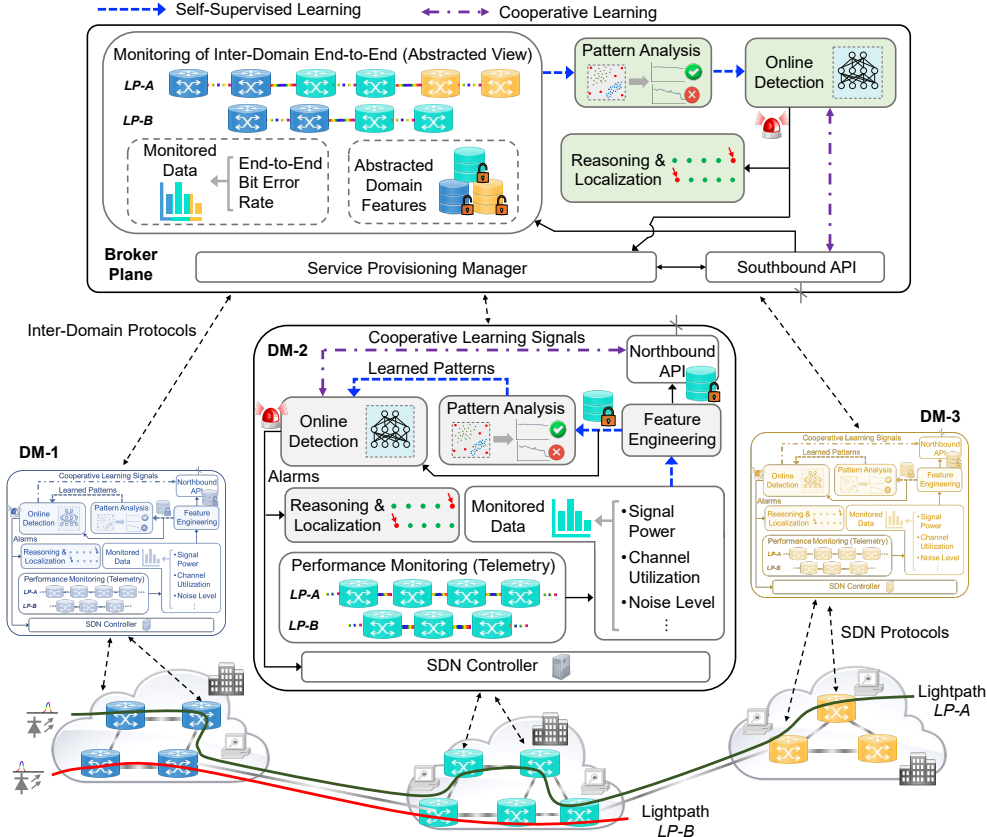 Self-Supervised Learning
Cooperative Learning
Monitoring of Inter-Domain End-to-End (Abstracted View)
LP-A
LP-B
Monitored
Data
End-to-End
Bit Error
Rate
Abstracted
Domain
Features
Pattern Analysis
Online
Detection
Reasoning &
Localization
Broker
Plane
Service Provisioning Manager
Southbound API
Inter-Domain Protocols
DM-2
Cooperative Learning Signals
Northbound
API
Learned Patterns
Online
Detection
Pattern Analysis
Feature
Engineering
Alarms
Reasoning &
Localization
Monitored
Data
• Signal
Power
• Channel
Utilization
• Noise Level
⋮
Performance Monitoring (Telemetry)
LP-A
LP-B
SDN Controller
DM-1
Cooperative Learning Signals
Northbound
API
Learned Patterns
Online
Detection
Pattern Analysis
Feature
Engineering
Alarms
Reasoning &
Localization
Monitored
Data
• Signal
Power
• Channel
Utilization
• Noise Level
⋮
Performance Monitoring (Telemetry)
LP-A
LP-B
SDN Controller
DM-3
Cooperative Learning Signals
Northbound
API
Learned Patterns
Online
Detection
Pattern Analysis
Feature
Engineering
Alarms
Reasoning &
Localization
Monitored
Data
• Signal
Power
• Channel
Utilization
• Noise Level
⋮
Performance Monitoring (Telemetry)
LP-A
LP-B
SDN Controller
SDN Protocols
Lightpath
LP-A
Lightpath
LP-B